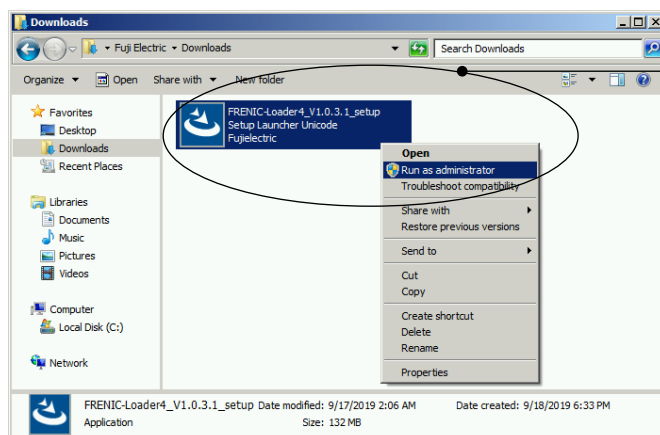 Downloads
Fuji Electric Downloads
Search Downloads
Organize Open Share with New folder
Favorites
Desktop
Downloads
Recent Places
Libraries
Documents
Music
Pictures
Videos
Computer
Local Disk (C:)
Network
FRENIC-Loader4_V1.0.3.1_setup
Setup Launcher Unicode
Fujielectric
Open
Run as administrator
Troubleshoot compatibility
Share with
Restore previous versions
Send to
Cut
Copy
Create shortcut
Delete
Rename
Properties
FRENIC-Loader4_V1.0.3.1_setup Date modified: 9/17/2019 2:06 AM Date created: 9/18/2019 6:33 PM
Application Size: 132 MB